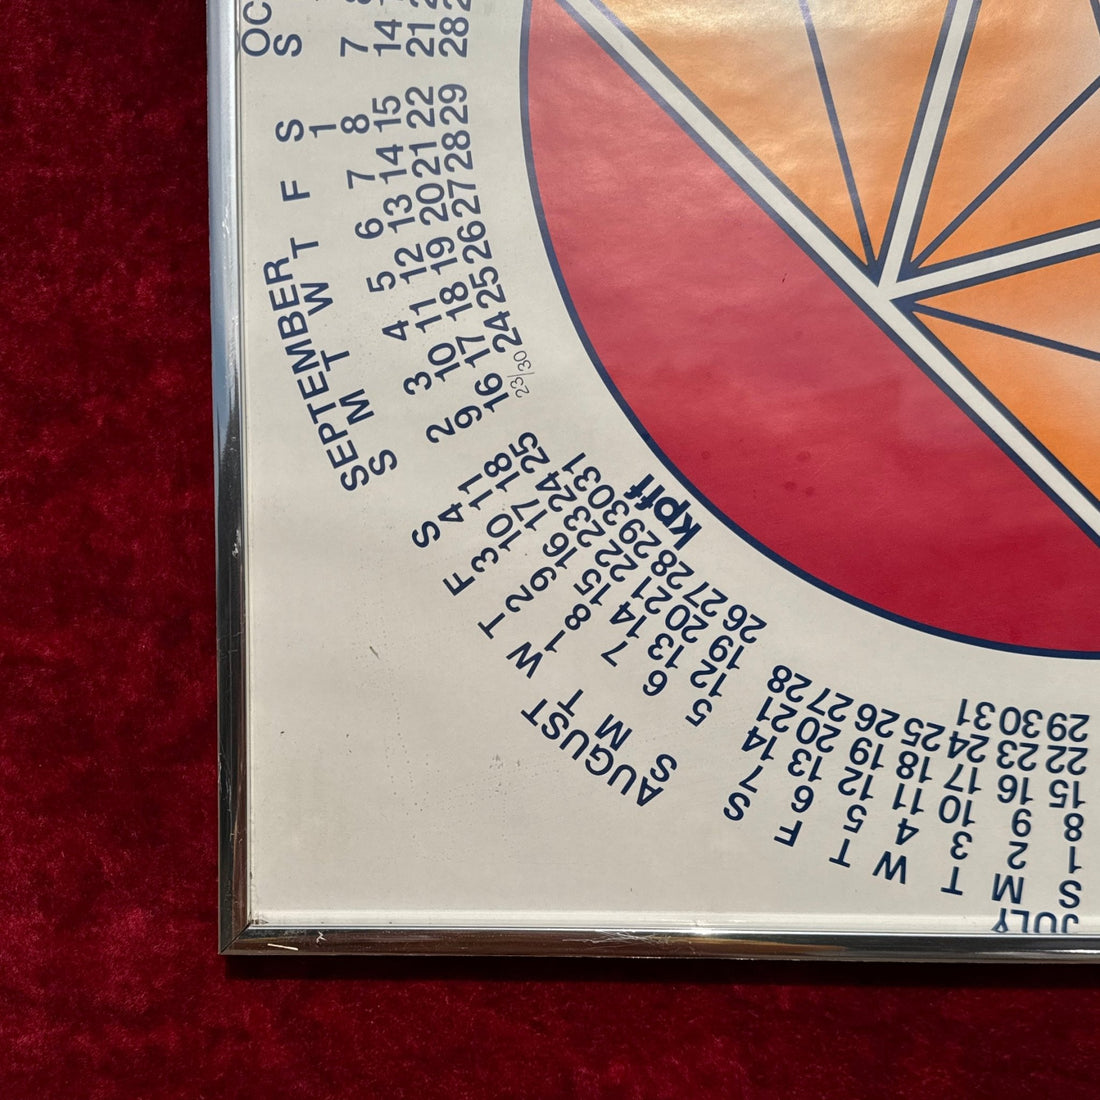 OC
S
7 8
14
21
28
SEPTEMBER
S M T W T F S
1
2 3 4 5 6 7 8
9 10 11 12 13 14 15
16 17 18 19 20 21 22
23/30 24 25 26 27 28 29
AUGUST
S M T W T F S
1 2 3 4
5 6 7 8 9 10 11
12 13 14 15 16 17 18
19 20 21 22 23 24 25
26 27 28 29 30 31
kpff
JULY
S M T W T F S
1 2 3 4 5 6 7
8 9 10 11 12 13 14
15 16 17 18 19 20 21
22 23 24 25 26 27 28
29 30 31